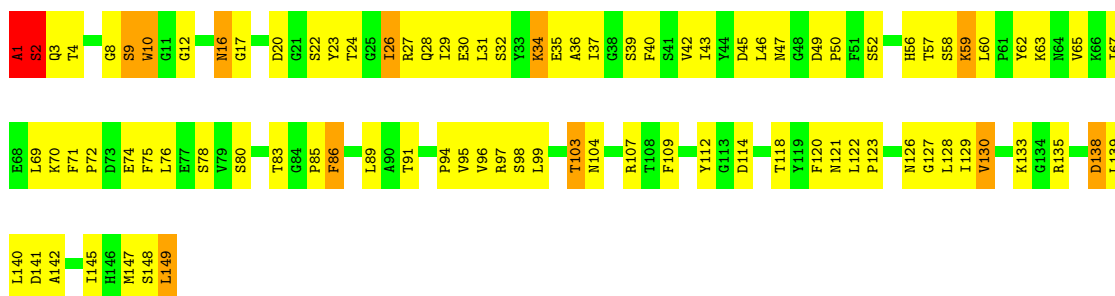 A1 S2 Q3 T4 G8 S9 W10 G11 G12 N16 G17 D20 G21 S22 Y23 T24 G25 I26 R27 Q28 I29 E30 L31 S32 Y33 K34 E35 A36 I37 G38 S39 F40 S41 V42 I43 Y44 D45 L46 N47 G48 D49 P50 F51 S52 H56 T57 S58 K59 L60 P61 Y62 K63 N64 V65 K66 I67
E68 L69 K70 F71 P72 D73 E74 F75 L76 E77 S78 V79 S80 T83 G84 P85 F86 L89 A90 T91 P94 V95 V96 R97 S98 L99 T103 N104 R107 T108 F109 Y112 G113 D114 T118 Y119 F120 N121 L122 P123 N126 G127 L128 I129 V130 K133 G134 R135 D138 L139
L140 D141 A142 I145 H146 M147 S148 L149